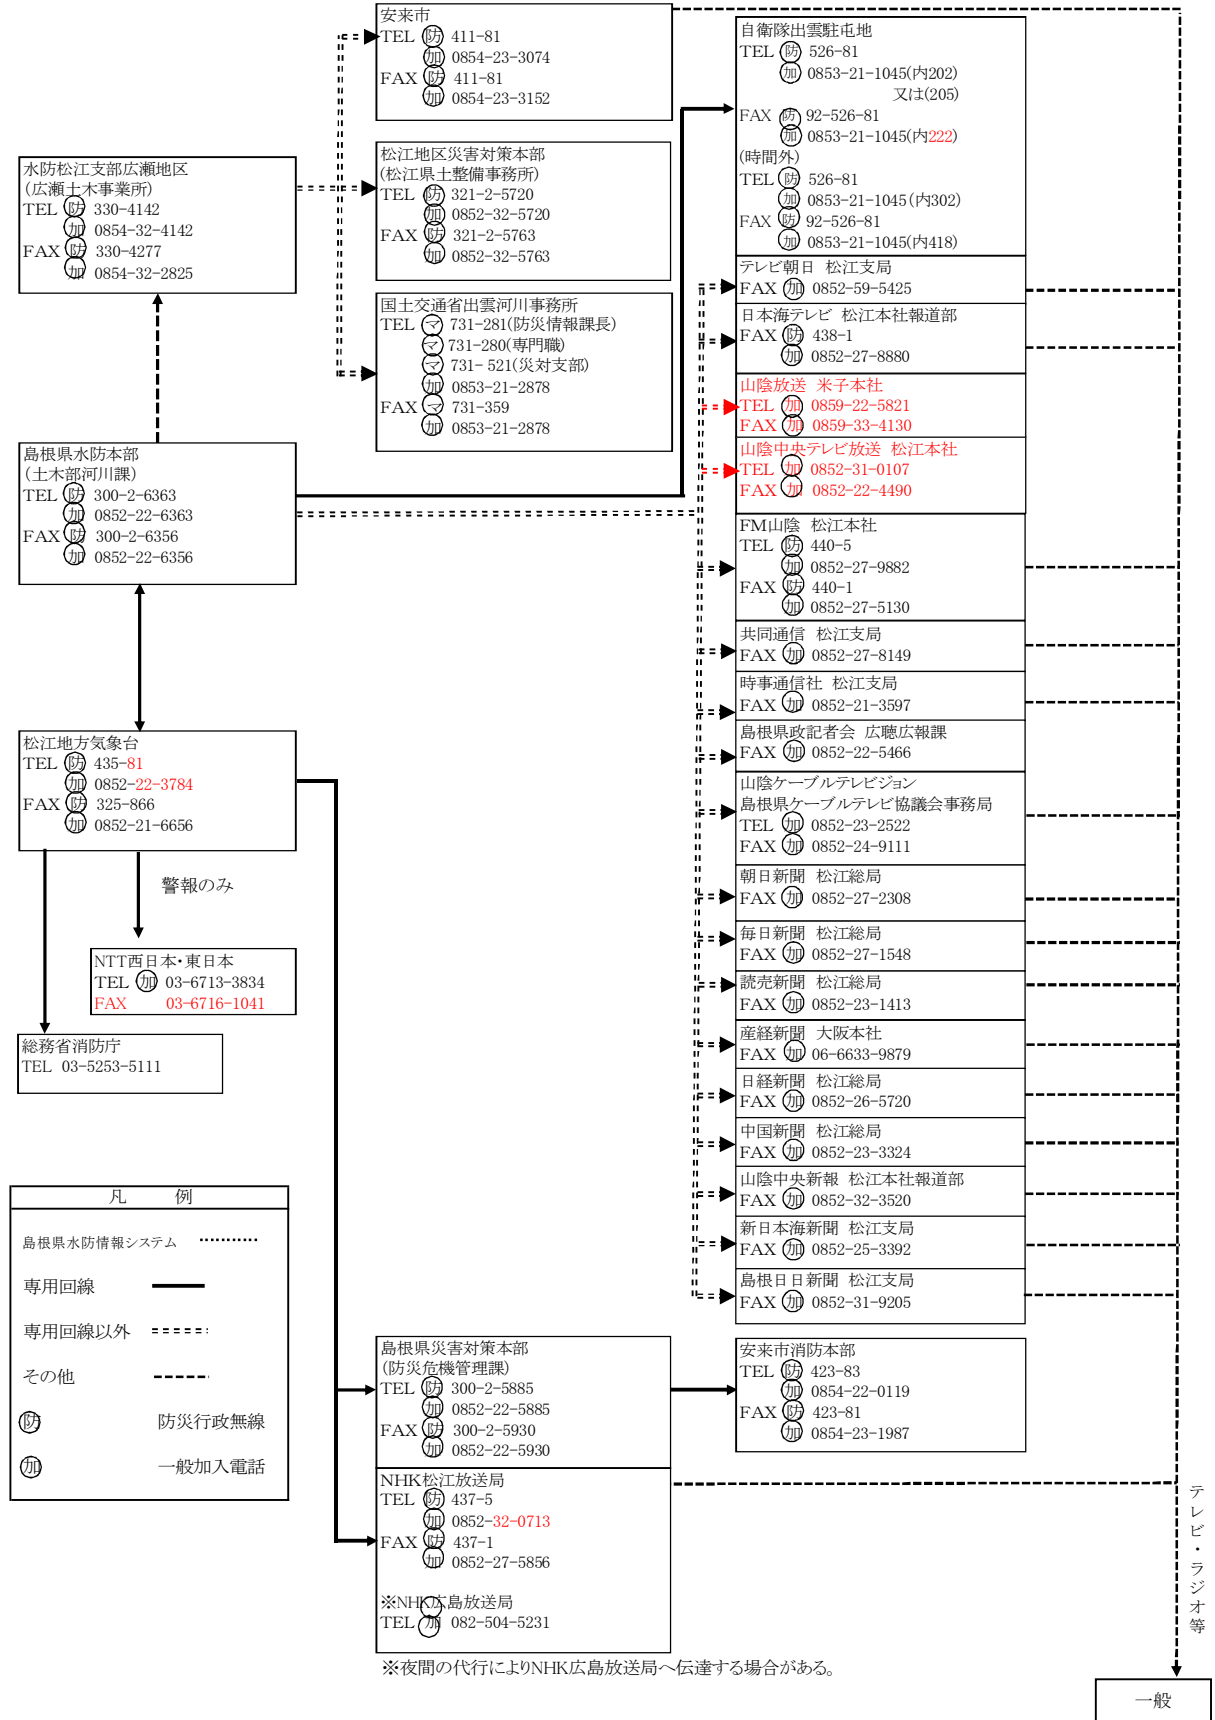 安来市
TEL 防 411-81
加 0854-23-3074
FAX 防 411-81
加 0854-23-3152
自衛隊出雲駐屯地
TEL 防 526-81
加 0853-21-1045(内202)
又は(205)
FAX 防 92-526-81
加 0853-21-1045(内222)
(時間外)
TEL 防 526-81
加 0853-21-1045(内302)
FAX 防 92-526-81
加 0853-21-1045(内418)
水防松江支部広瀬地区
(広瀬土木事業所)
TEL 防 330-4142
加 0854-32-4142
FAX 防 330-4277
加 0854-32-2825
松江地区災害対策本部
(松江県土整備事務所)
TEL 防 321-2-5720
加 0852-32-5720
FAX 防 321-2-5763
加 0852-32-5763
国土交通省出雲河川事務所
TEL マ 731-281(防災情報課長)
マ 731-280(専門職)
マ 731-521(災対支部)
加 0853-21-2878
FAX マ 731-359
加 0853-21-2878
テレビ朝日 松江支局
FAX 加 0852-59-5425
日本海テレビ 松江本社報道部
FAX 防 438-1
加 0852-27-8880
山陰放送 米子本社
TEL 加 0859-22-5821
FAX 加 0859-33-4130
山陰中央テレビ放送 松江本社
TEL 加 0852-31-0107
FAX 加 0852-22-4490
島根県水防本部
(土木部河川課)
TEL 防 300-2-6363
加 0852-22-6363
FAX 防 300-2-6356
加 0852-22-6356
FM山陰 松江本社
TEL 防 440-5
加 0852-27-9882
FAX 防 440-1
加 0852-27-5130
共同通信 松江支局
FAX 加 0852-27-8149
時事通信社 松江支局
FAX 加 0852-21-3597
島根県政記者会 広聴広報課
FAX 加 0852-22-5466
山陰ケーブルテレビジョン
島根県ケーブルテレビ協議会事務局
TEL 加 0852-23-2522
FAX 加 0852-24-9111
松江地方気象台
TEL 防 435-81
加 0852-22-3784
FAX 防 325-866
加 0852-21-6656
警報のみ
NTT西日本・東日本
TEL 加 03-6713-3834
FAX 03-6716-1041
総務省消防庁
TEL 03-5253-5111
朝日新聞 松江総局
FAX 加 0852-27-2308
毎日新聞 松江総局
FAX 加 0852-27-1548
読売新聞 松江総局
FAX 加 0852-23-1413
産経新聞 大阪本社
FAX 加 06-6633-9879
日経新聞 松江総局
FAX 加 0852-26-5720
中国新聞 松江総局
FAX 加 0852-23-3324
山陰中央新報 松江本社報道部
FAX 加 0852-32-3520
新日本海新聞 松江支局
FAX 加 0852-25-3392
島根日日新聞 松江支局
FAX 加 0852-31-9205
凡 例
島根県水防情報システム
専用回線
専用回線以外
その他
防 防災行政無線
加 一般加入電話
島根県災害対策本部
(防災危機管理課)
TEL 防 300-2-5885
加 0852-22-5885
FAX 防 300-2-5930
加 0852-22-5930
安来市消防本部
TEL 防 423-83
加 0854-22-0119
FAX 防 423-81
加 0854-23-1987
NHK松江放送局
TEL 防 437-5
加 0852-32-0713
FAX 防 437-1
加 0852-27-5856
※NHK広島放送局
TEL 加 082-504-5231
※夜間の代行によりNHK広島放送局へ伝達する場合がある。
テレビ・ラジオ等
一般